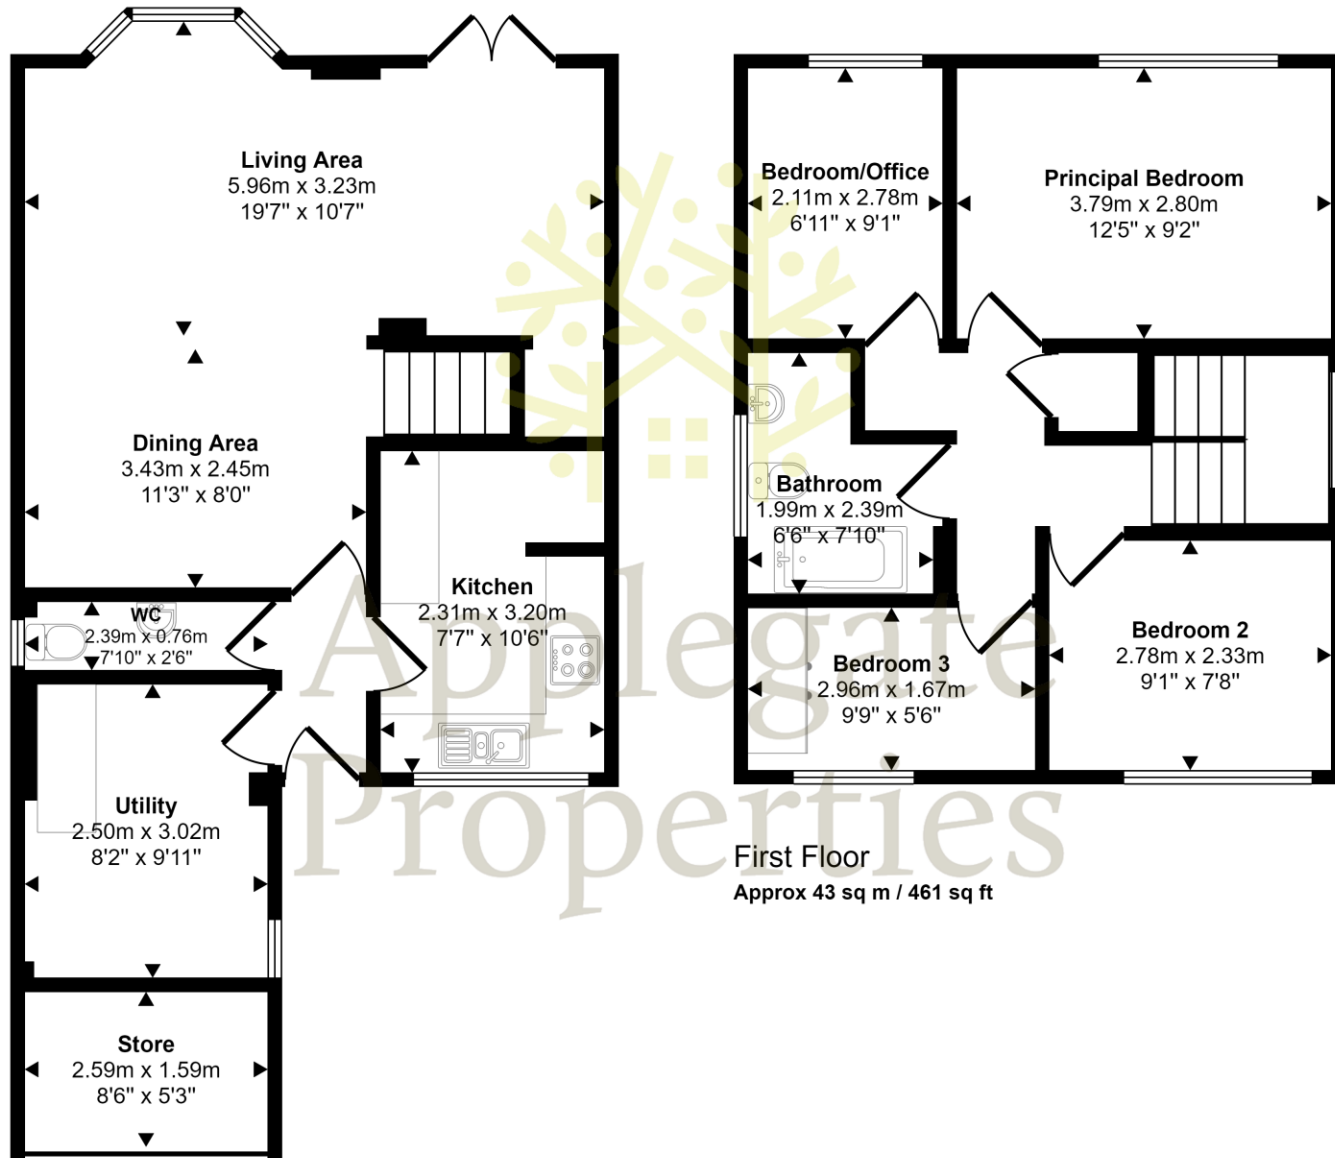 Living Area
5.96m x 3.23m
19'7" x 10'7"
Dining Area
3.43m x 2.45m
11'3" x 8'0"
WC
2.39m x 0.76m
7'10" x 2'6"
Kitchen
2.31m x 3.20m
7'7" x 10'6"
Utility
2.50m x 3.02m
8'2" x 9'11"
Store
2.59m x 1.59m
8'6" x 5'3"
Bedroom/Office
2.11m x 2.78m
6'11" x 9'1"
Principal Bedroom
3.79m x 2.80m
12'5" x 9'2"
Bathroom
1.99m x 2.39m
6'6" x 7'10"
Bedroom 3
2.96m x 1.67m
9'9" x 5'6"
Bedroom 2
2.78m x 2.33m
9'1" x 7'8"
First Floor
Approx 43 sq m / 461 sq ft
Applegate
Properties